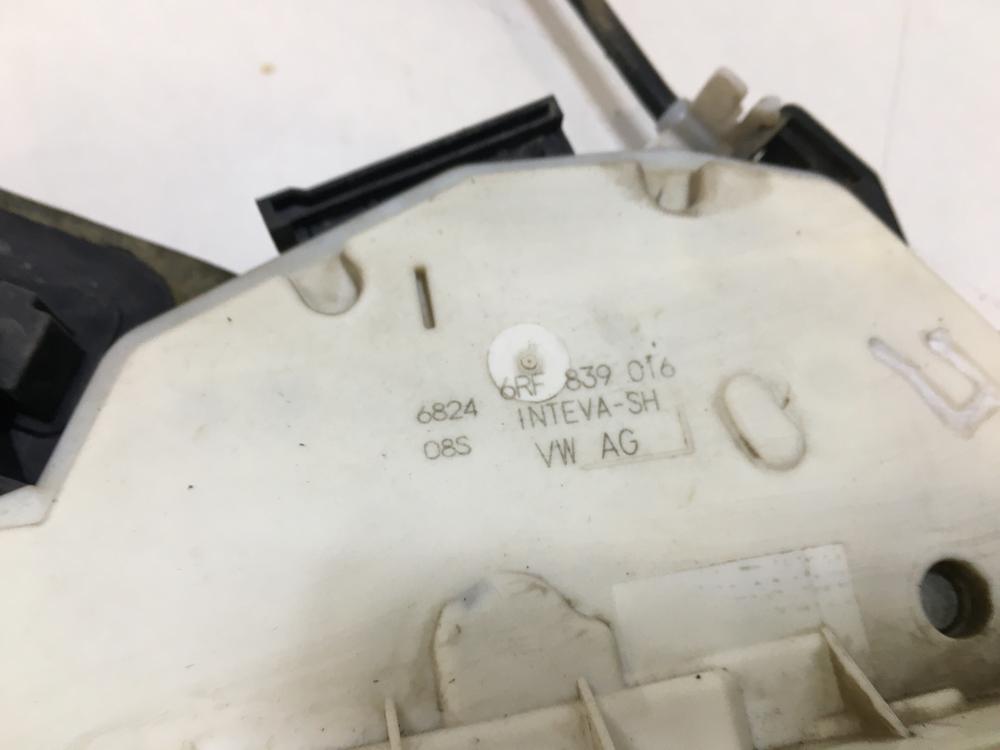 6RF 839 016
6824 INTEVA-SH
08S VW AG